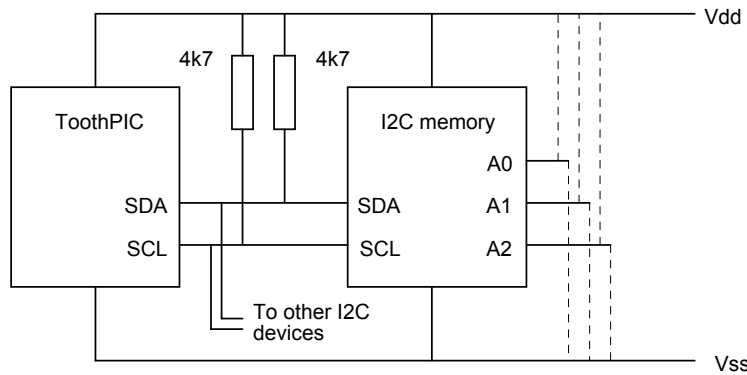 Vdd
4k7
4k7
ToothPIC
I2C memory
A0
SDA
SDA
A1
SCL
SCL
A2
To other I2C
devices
Vss